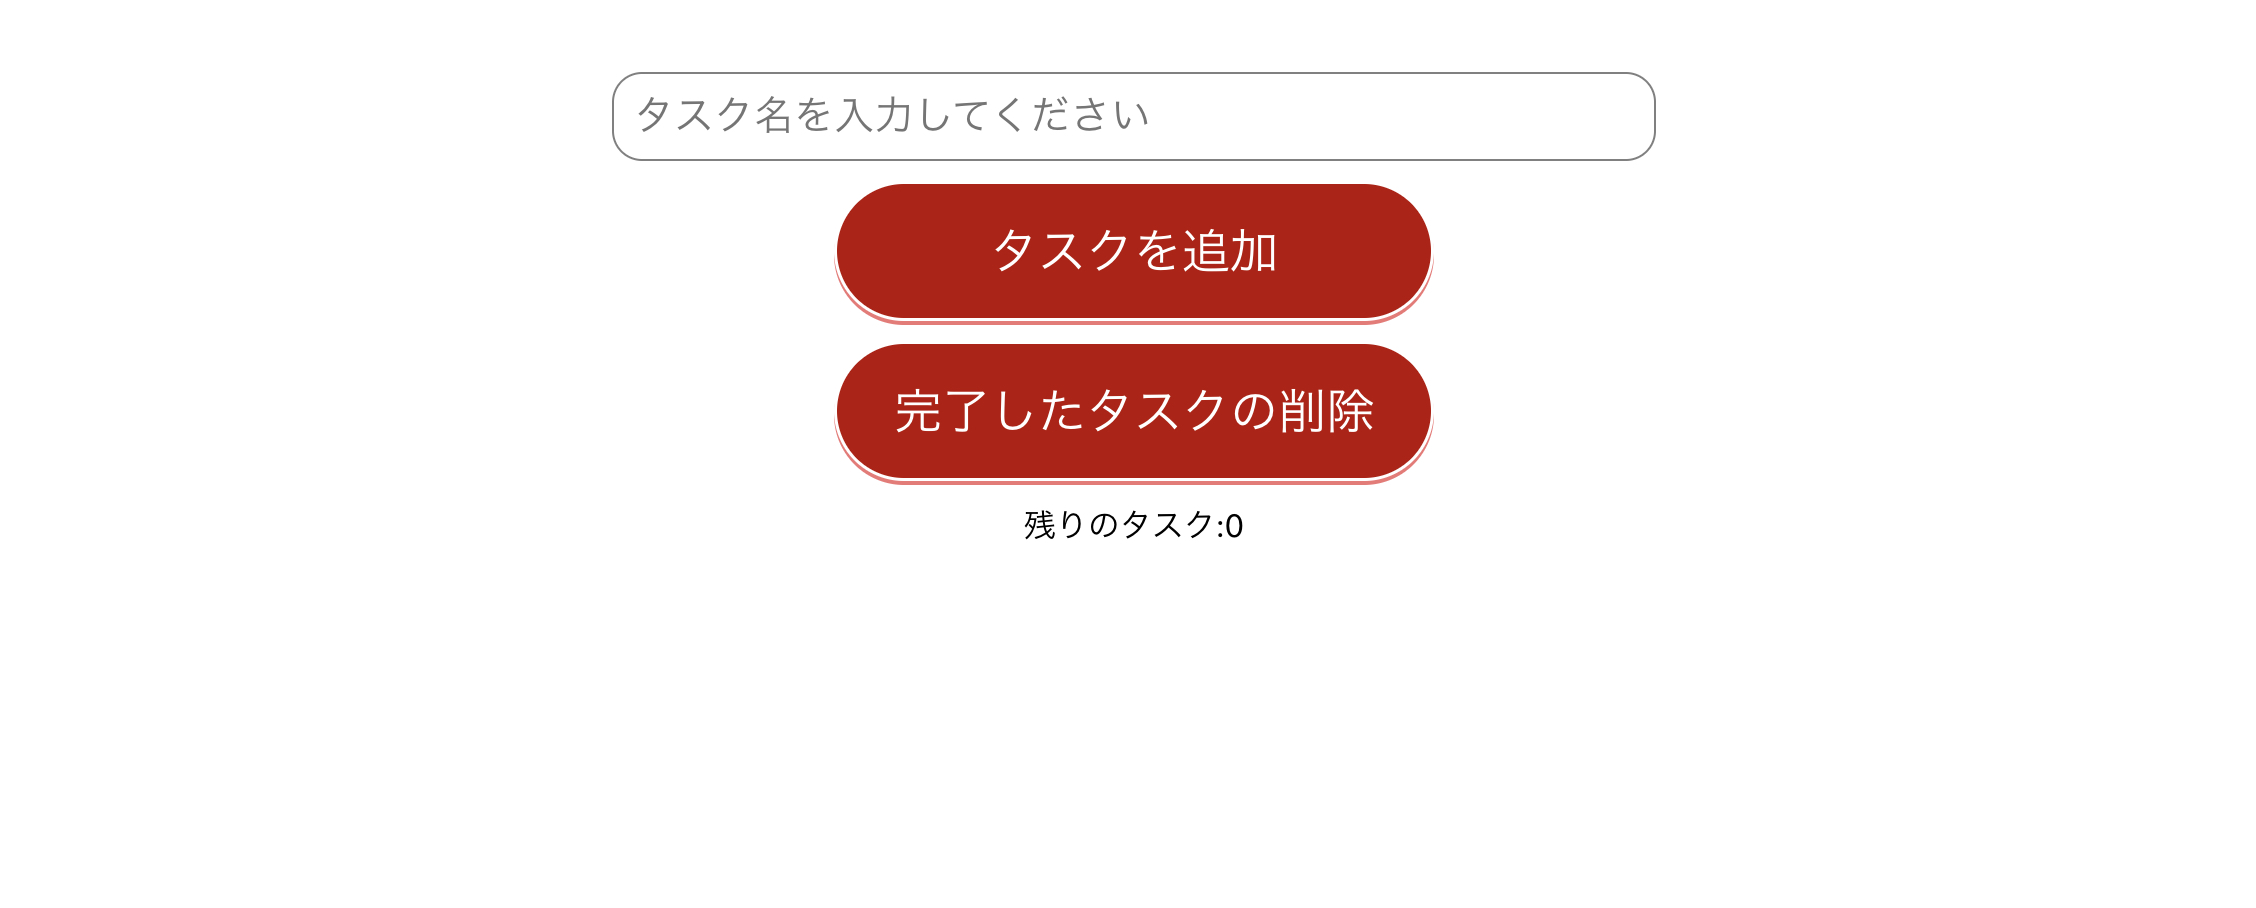 タスク名を入力してください
タスクを追加
完了したタスクの削除
残りのタスク:0